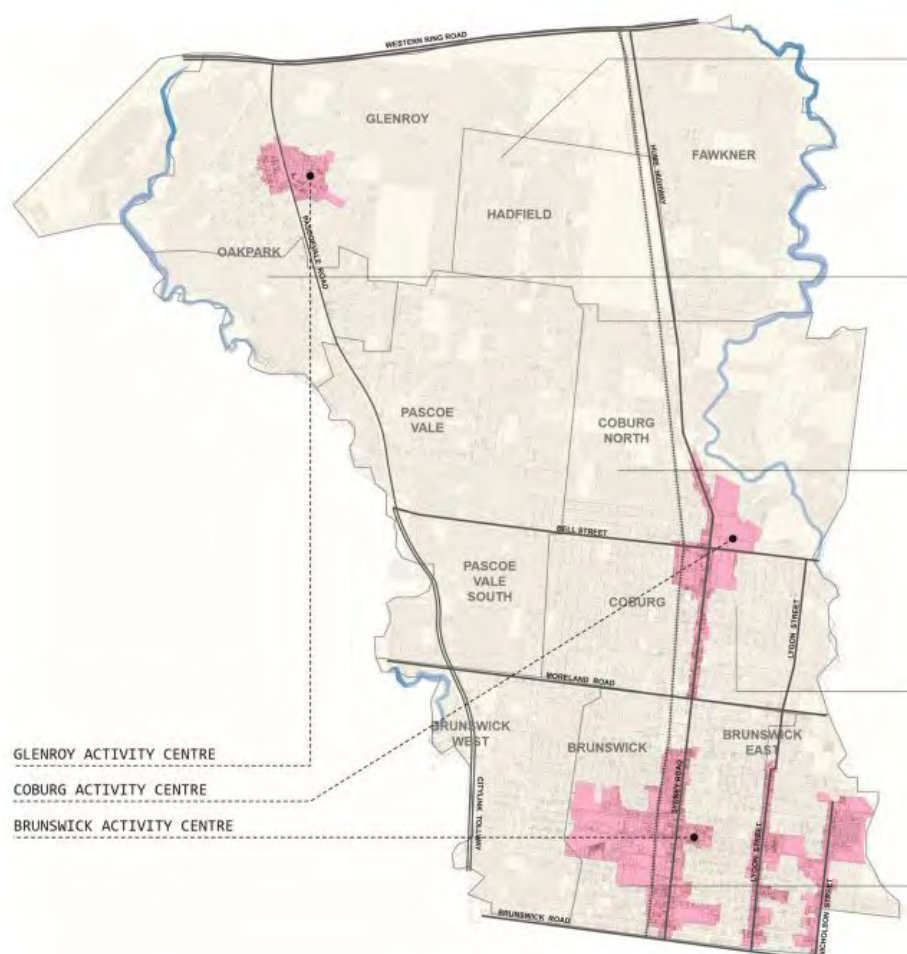 WESTERN RING ROAD
GLENROY
FAWKNER
HUME HIGHWAY
HADFIELD
OAKPARK
PASCOEVALE ROAD
PASCOE
VALE
COBURG
NORTH
BELL STREET
PASCOE
VALE
SOUTH
COBURG
LYGON STREET
MORELAND ROAD
BRUNSWICK
WEST
BRUNSWICK
BRUNSWICK
EAST
SYDNEY ROAD
GLENROY ACTIVITY CENTRE
COBURG ACTIVITY CENTRE
BRUNSWICK ACTIVITY CENTRE
CITYLINK TOLLWAY
LYGON STREET
NICHOLSON STREET
BRUNSWICK ROAD